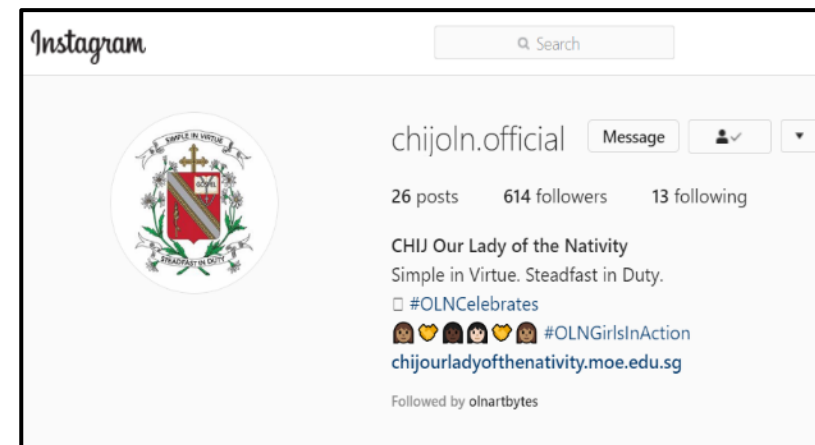 Instagram
Search
SIMPLE IN VIRTUE
GOSPEL
STEADFAST IN DUTY
chijoln.official Message
26 posts 614 followers 13 following
CHIJ Our Lady of the Nativity
Simple in Virtue. Steadfast in Duty.
#OLNCelebrates
#OLNGirlsInAction
chijourladyofthenativity.moe.edu.sg
Followed by olnartbytes